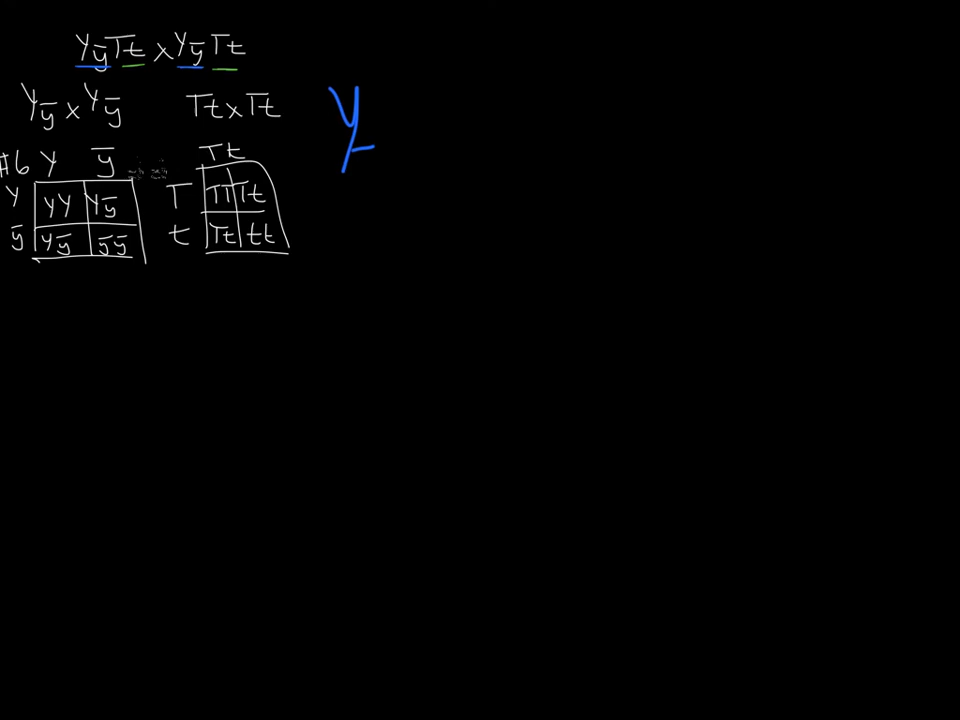 Yy̅Tt x Yy̅Tt
Yy̅ x Yy̅ Tt x Tt
Y
#6 Y y̅
Y YY Yy̅
y̅ Yy̅ y̅y̅
T t
T TT Tt
t Tt tt